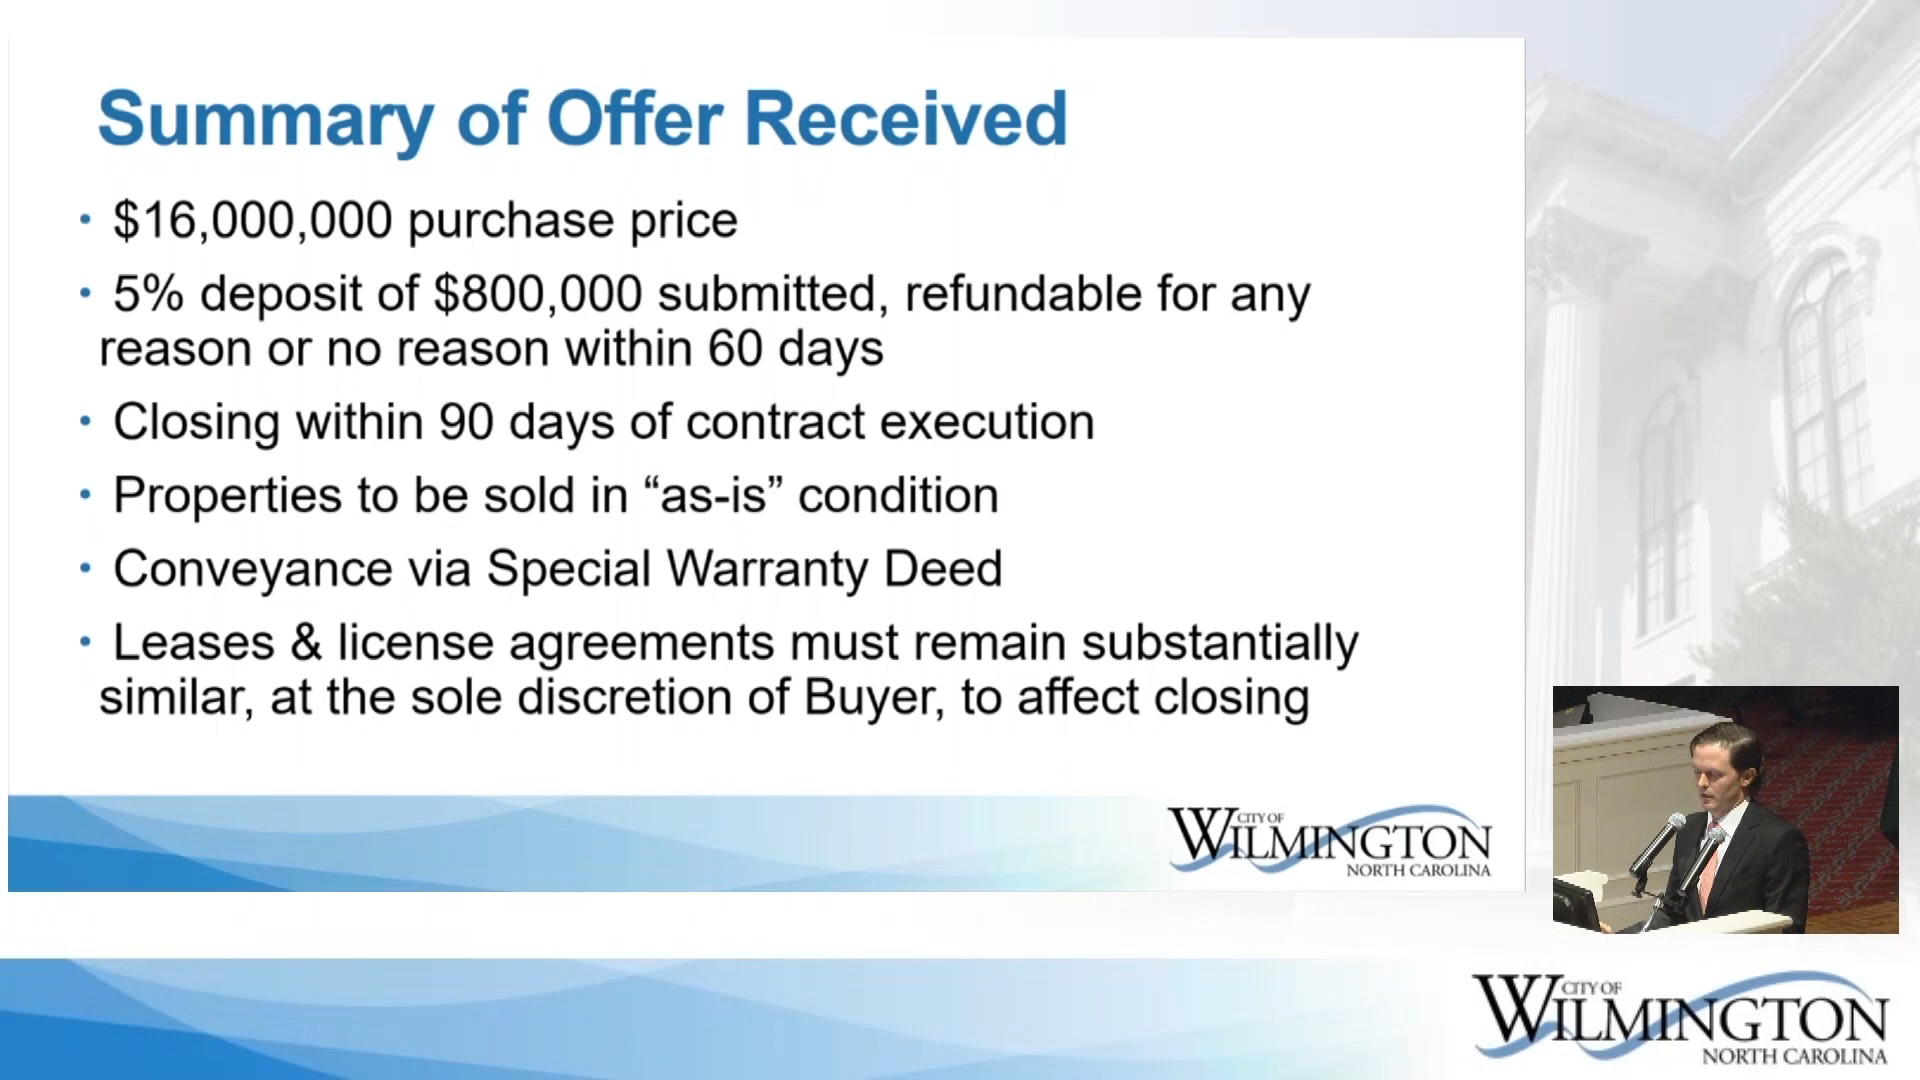 Summary of Offer Received
• $16,000,000 purchase price
• 5% deposit of $800,000 submitted, refundable for any
reason or no reason within 60 days
• Closing within 90 days of contract execution
• Properties to be sold in “as-is” condition
• Conveyance via Special Warranty Deed
• Leases & license agreements must remain substantially
similar, at the sole discretion of Buyer, to affect closing
CITY OF
WILMINGTON
NORTH CAROLINA
CITY OF
WILMINGTON
NORTH CAROLINA